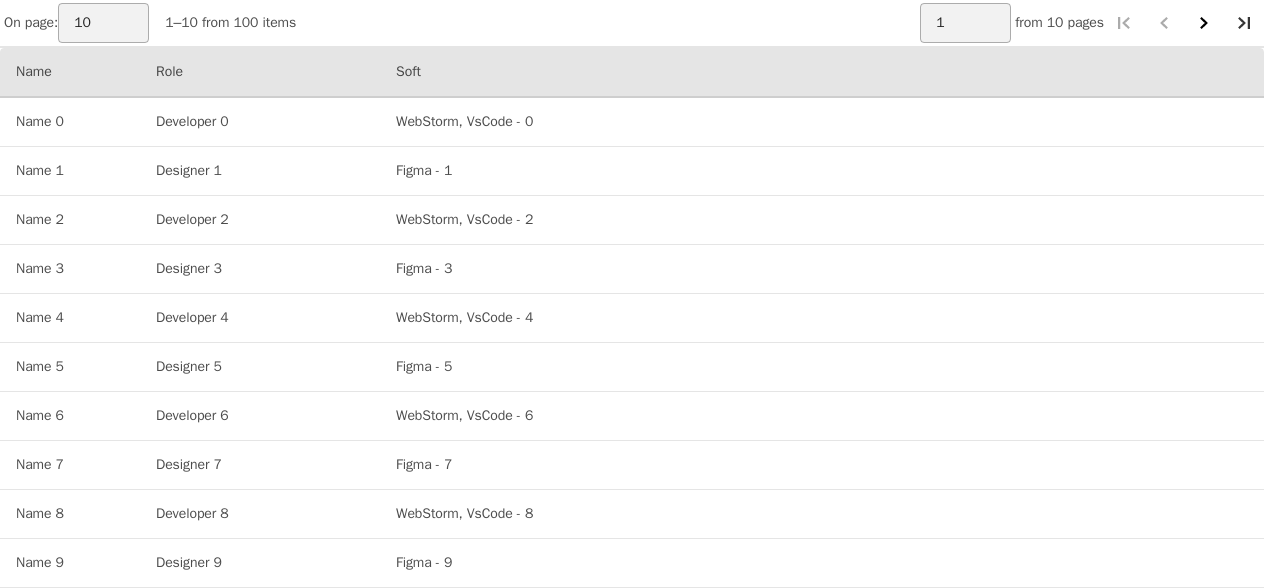 On page: 10 1–10 from 100 items 1 from 10 pages
Name Role Soft
Name 0 Developer 0 WebStorm, VsCode - 0
Name 1 Designer 1 Figma - 1
Name 2 Developer 2 WebStorm, VsCode - 2
Name 3 Designer 3 Figma - 3
Name 4 Developer 4 WebStorm, VsCode - 4
Name 5 Designer 5 Figma - 5
Name 6 Developer 6 WebStorm, VsCode - 6
Name 7 Designer 7 Figma - 7
Name 8 Developer 8 WebStorm, VsCode - 8
Name 9 Designer 9 Figma - 9